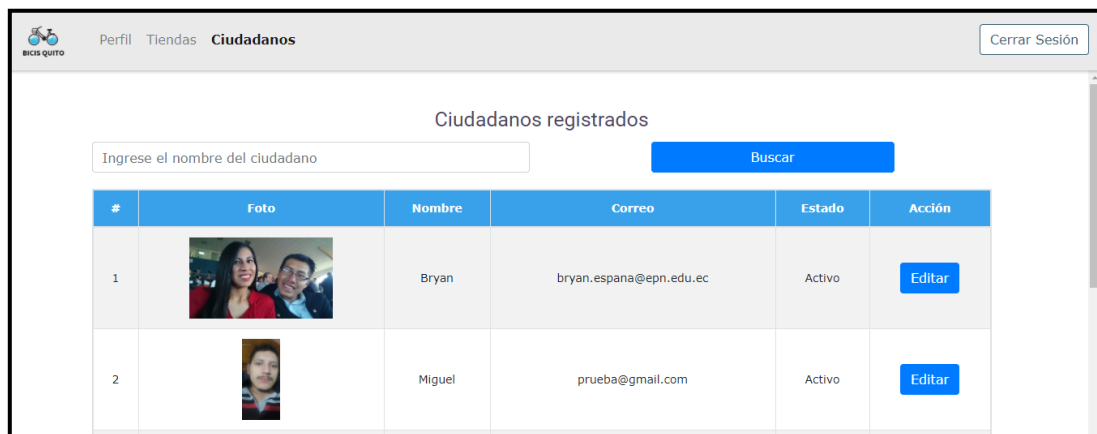 BICIS QUITO
Perfil Tiendas Ciudadanos Cerrar Sesión
Ciudadanos registrados
Ingrese el nombre del ciudadano Buscar
# Foto Nombre Correo Estado Acción
1 Bryan bryan.espana@epn.edu.ec Activo Editar
2 Miguel prueba@gmail.com Activo Editar